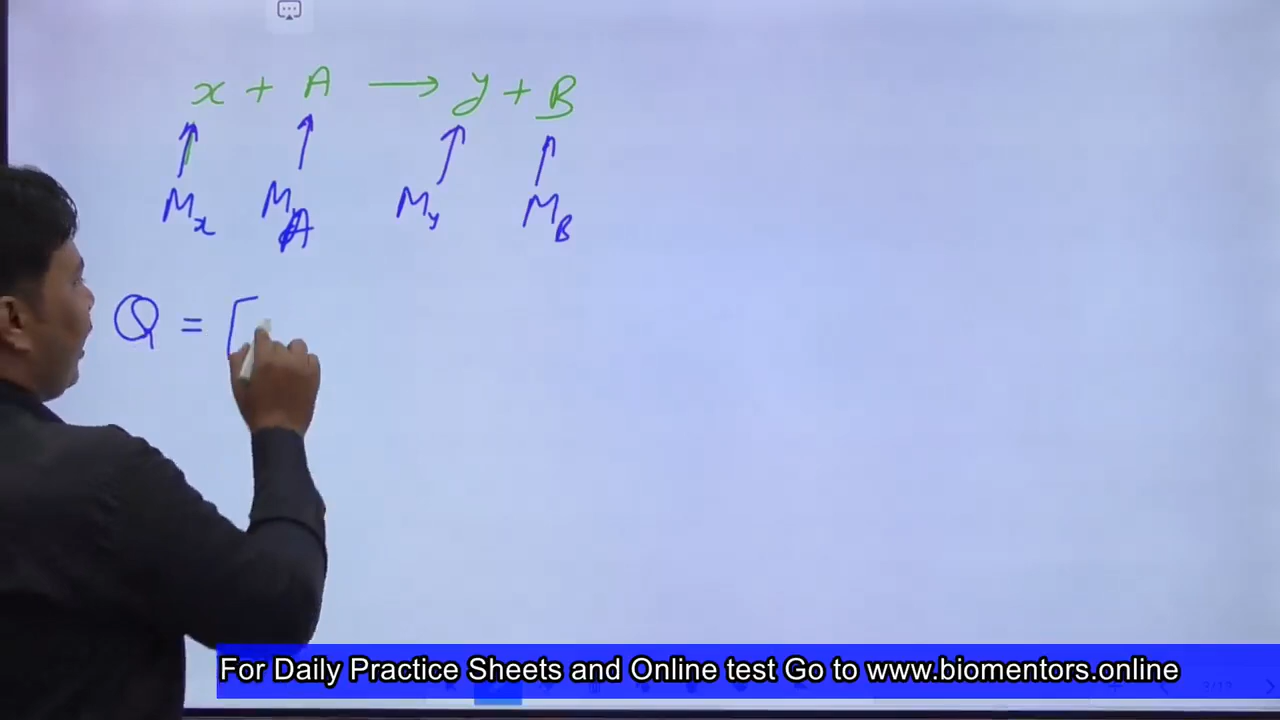 x + A → y + B
Mx MA My MB
Q = [
For Daily Practice Sheets and Online test Go to www.biomentors.online